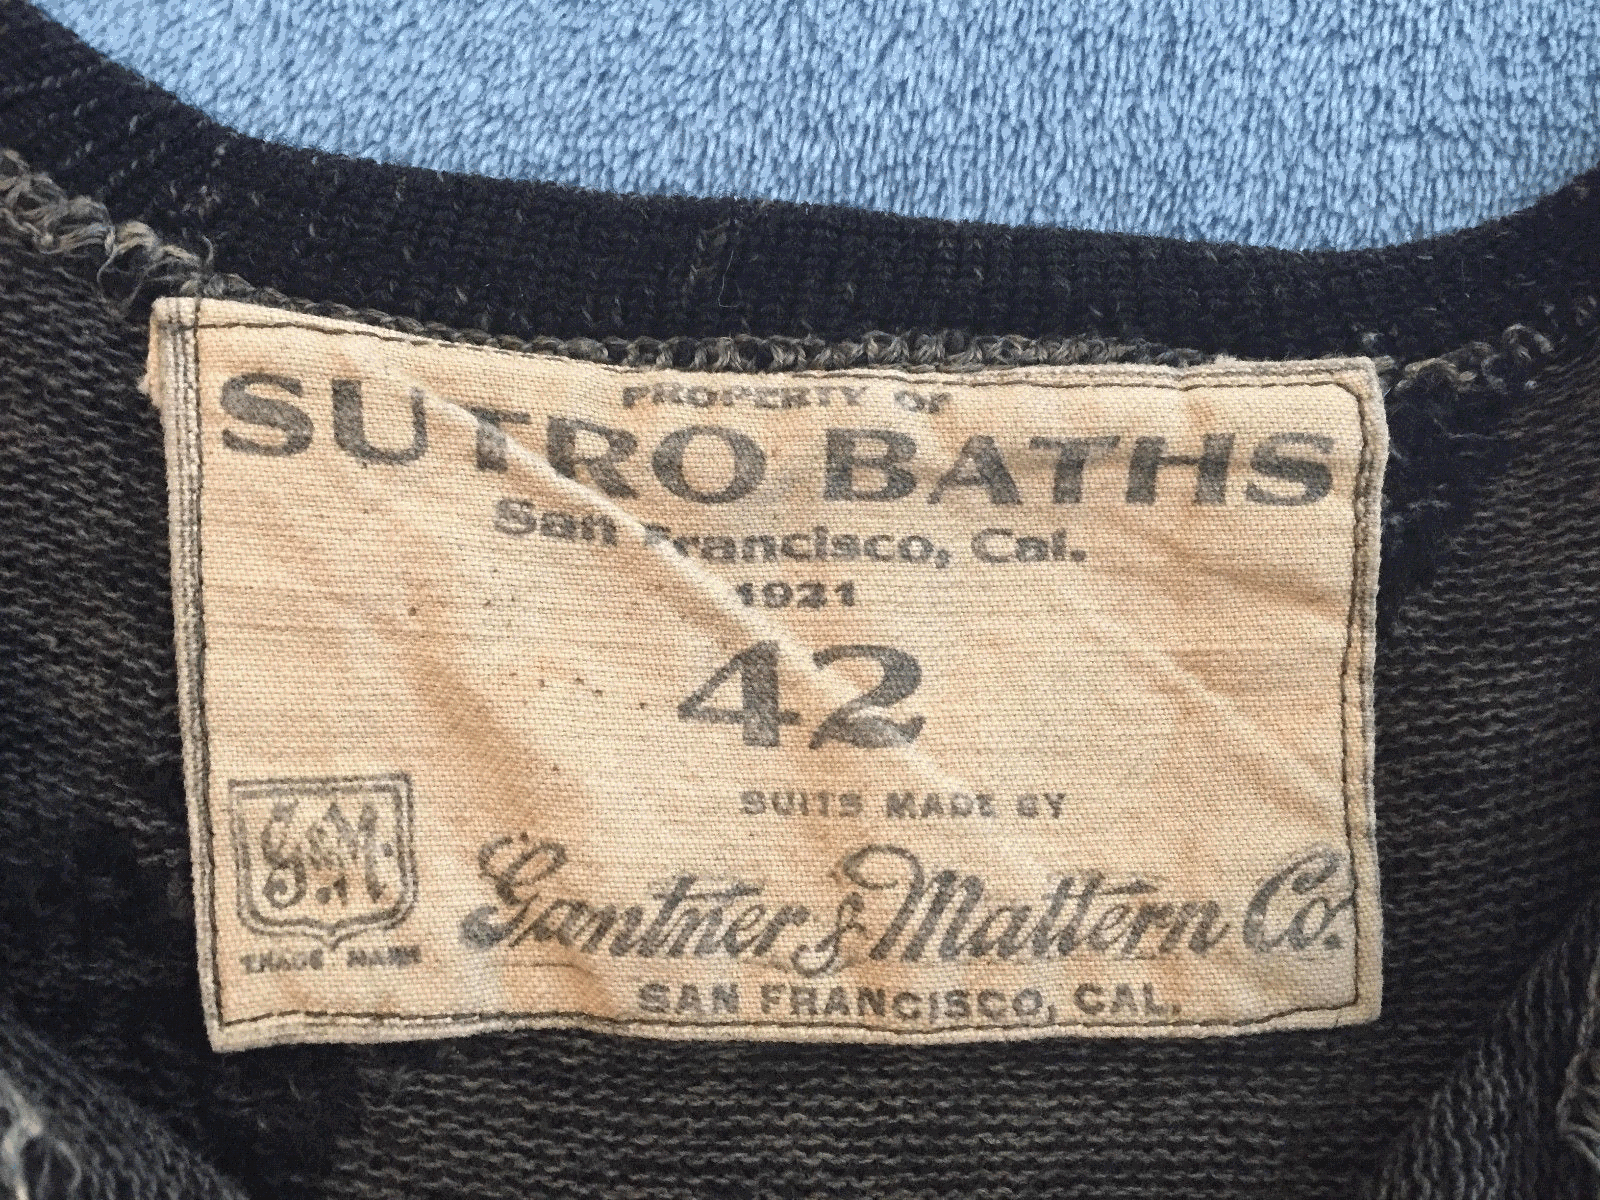 PROPERTY OF
SUTRO BATHS
San Francisco, Cal.
1921
42
SUITS MADE BY
G&M.
.1
TRADE MARK
Gantner & Mattern Co.
SAN FRANCISCO, CAL.